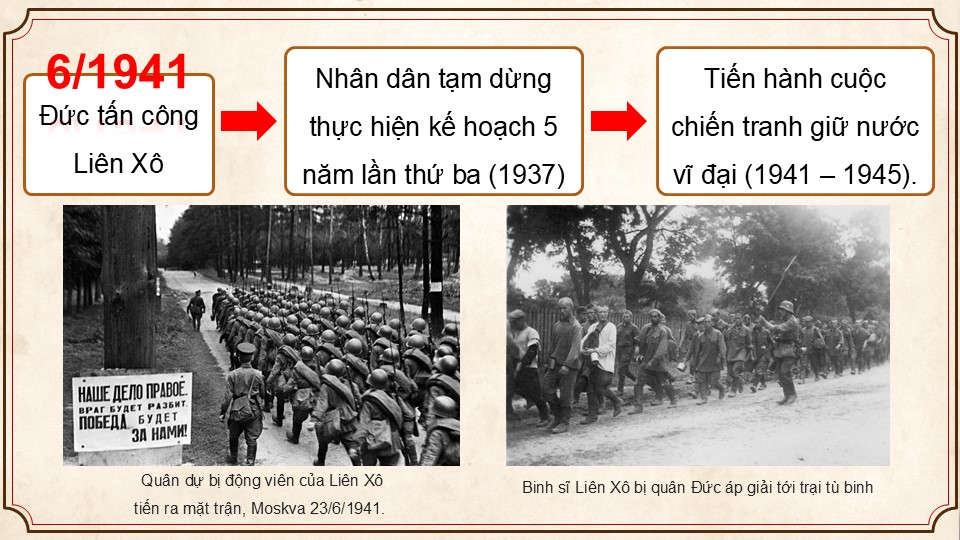 6/1941
Đức tấn công
Liên Xô
Nhân dân tạm dừng
thực hiện kế hoạch 5
năm lần thứ ba (1937)
Tiến hành cuộc
chiến tranh giữ nước
vĩ đại (1941 – 1945).
НАШЕ ДЕЛО ПРАВОЕ.
ВРАГ БУДЕТ РАЗБИТ.
ПОБЕДА БУДЕТ
ЗА НАМИ!
Quân dự bị động viên của Liên Xô
tiến ra mặt trận, Moskva 23/6/1941.
Binh sĩ Liên Xô bị quân Đức áp giải tới trại tù binh